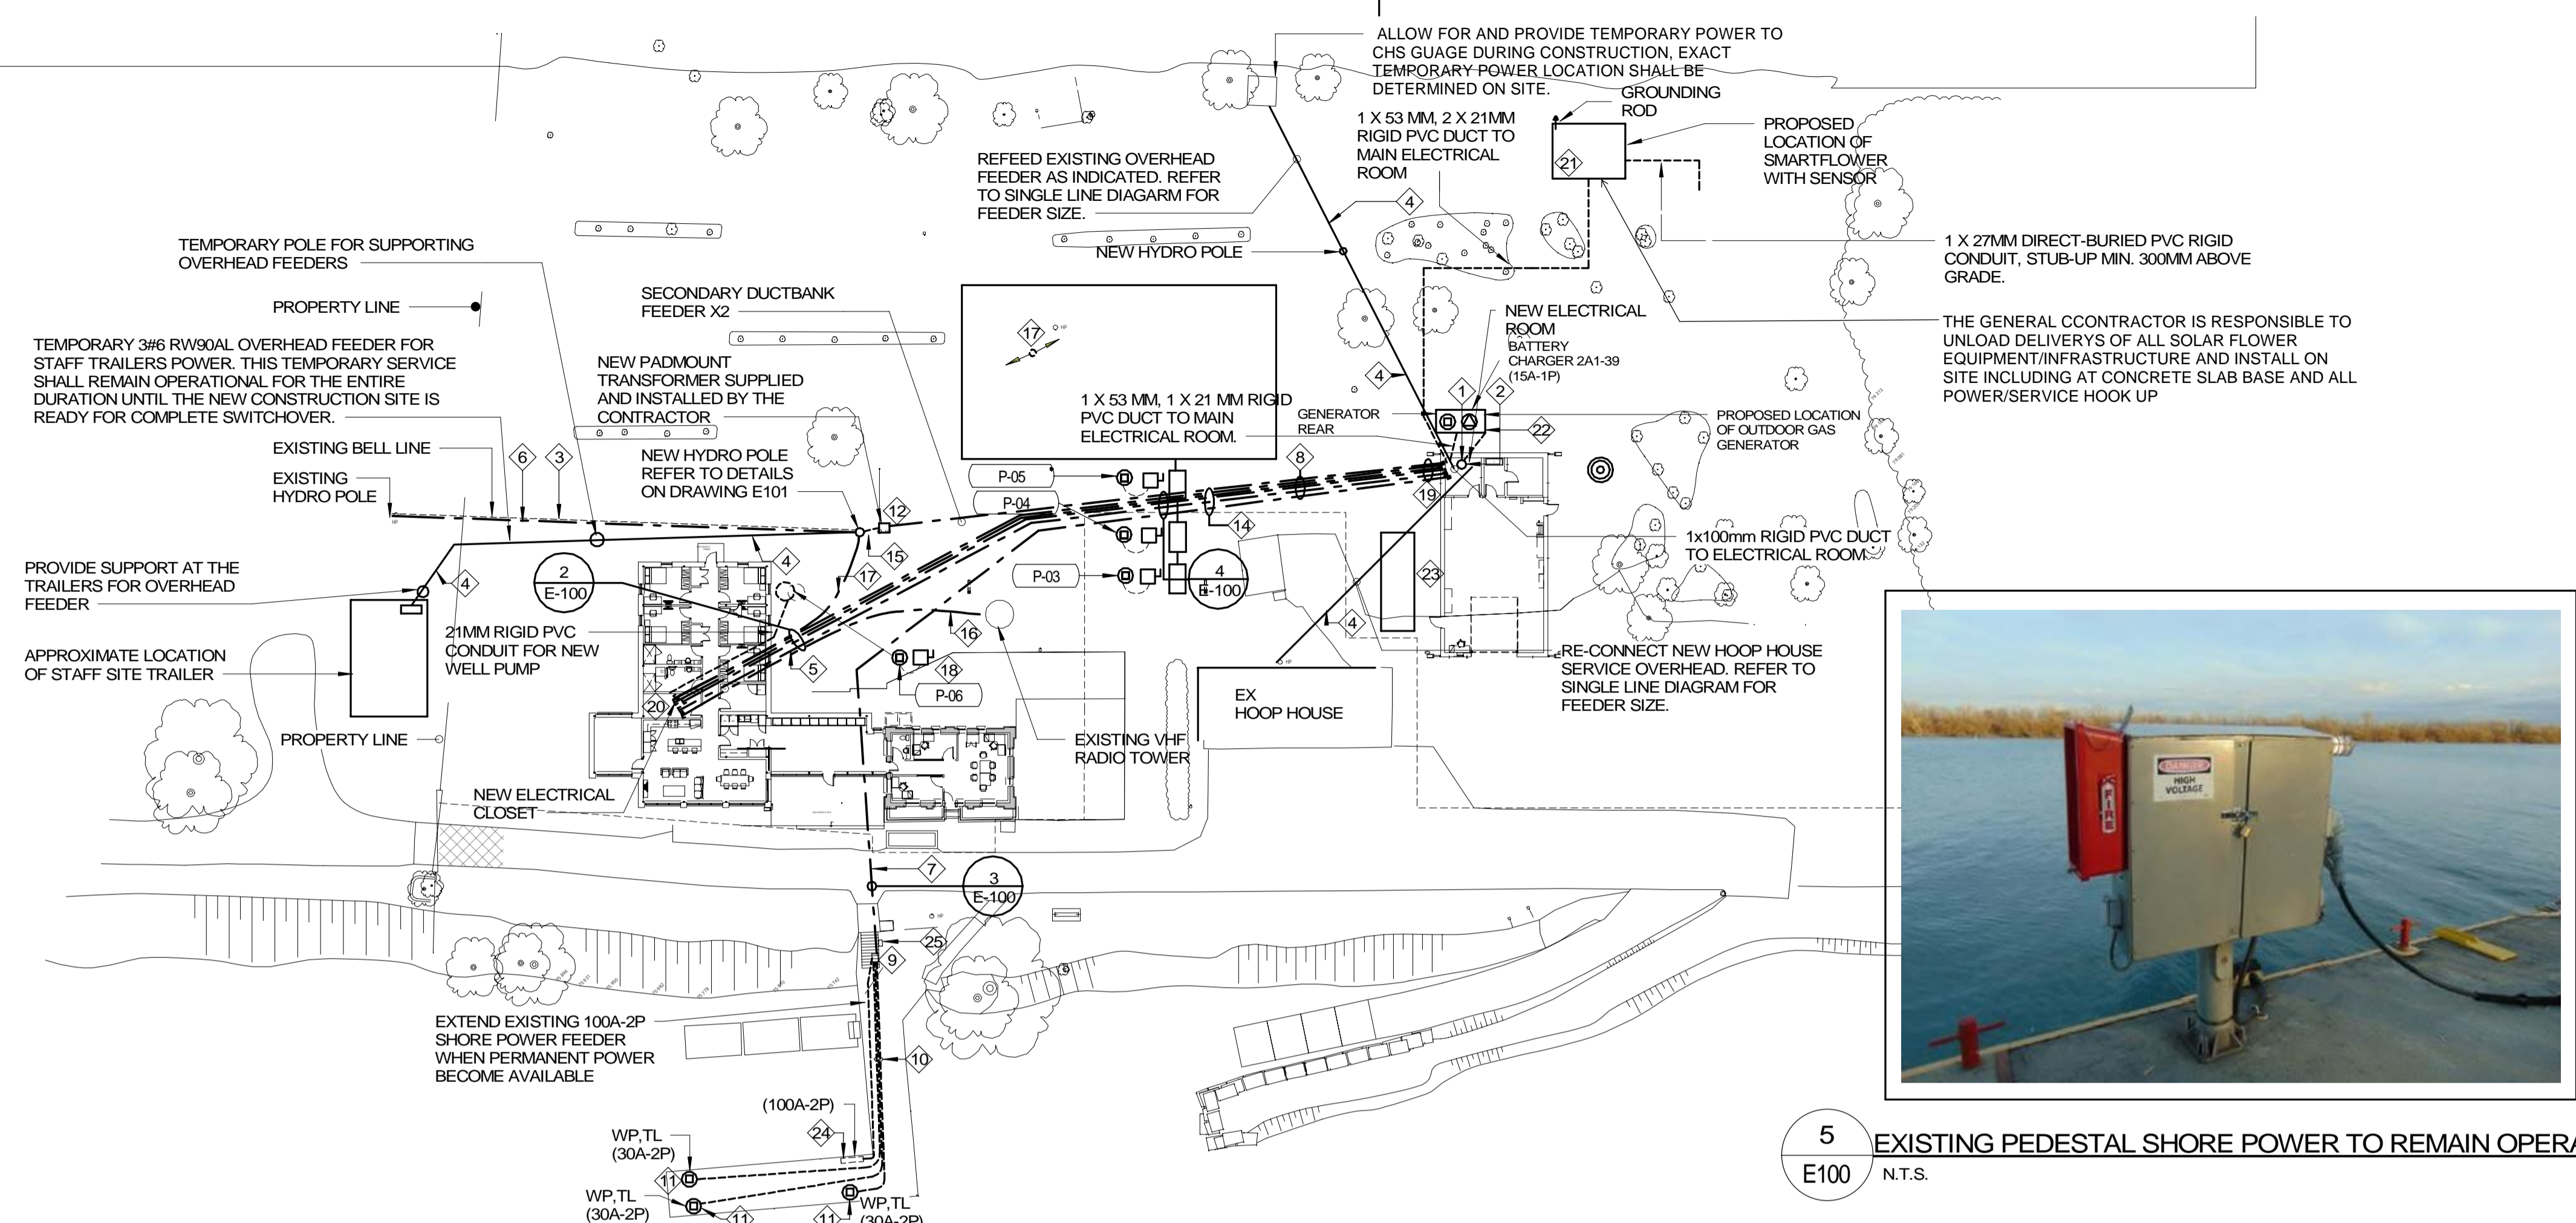 ALLOW FOR AND PROVIDE TEMPORARY POWER TO
CHS GUAGE DURING CONSTRUCTION, EXACT
TEMPORARY POWER LOCATION SHALL BE
DETERMINED ON SITE.
GROUNDING
ROD
1 X 53 MM, 2 X 21MM
RIGID PVC DUCT TO
MAIN ELECTRICAL
ROOM
PROPOSED
LOCATION OF
SMARTFLOWER
WITH SENSOR
21
REFEED EXISTING OVERHEAD
FEEDER AS INDICATED. REFER
TO SINGLE LINE DIAGARM FOR
FEEDER SIZE.
4
NEW HYDRO POLE
1 X 27MM DIRECT-BURIED PVC RIGID
CONDUIT, STUB-UP MIN. 300MM ABOVE
GRADE.
TEMPORARY POLE FOR SUPPORTING
OVERHEAD FEEDERS
PROPERTY LINE
SECONDARY DUCTBANK
FEEDER X2
NEW ELECTRICAL
ROOM
BATTERY
CHARGER 2A1-39
(15A-1P)
THE GENERAL CCONTRACTOR IS RESPONSIBLE TO
UNLOAD DELIVERYS OF ALL SOLAR FLOWER
EQUIPMENT/INFRASTRUCTURE AND INSTALL ON
SITE INCLUDING AT CONCRETE SLAB BASE AND ALL
POWER/SERVICE HOOK UP
TEMPORARY 3#6 RW90AL OVERHEAD FEEDER FOR
STAFF TRAILERS POWER. THIS TEMPORARY SERVICE
SHALL REMAIN OPERATIONAL FOR THE ENTIRE
DURATION UNTIL THE NEW CONSTRUCTION SITE IS
READY FOR COMPLETE SWITCHOVER.
NEW PADMOUNT
TRANSFORMER SUPPLIED
AND INSTALLED BY THE
CONTRACTOR
17
HP
4
1
2
1 X 53 MM, 1 X 21 MM RIGID
PVC DUCT TO MAIN
ELECTRICAL ROOM.
GENERATOR
REAR
PROPOSED LOCATION
OF OUTDOOR GAS
GENERATOR
22
EXISTING BELL LINE
EXISTING
HYDRO POLE
HP
6
3
NEW HYDRO POLE
REFER TO DETAILS
ON DRAWING E101
P-05
P-04
P-03
8
19
12
14
15
1x100mm RIGID PVC DUCT
TO ELECTRICAL ROOM
PROVIDE SUPPORT AT THE
TRAILERS FOR OVERHEAD
FEEDER
4
2
E-100
4
17
4
E-100
23
4
21MM RIGID PVC
CONDUIT FOR NEW
WELL PUMP
16
5
18
P-06
HP
RE-CONNECT NEW HOOP HOUSE
SERVICE OVERHEAD. REFER TO
SINGLE LINE DIAGRAM FOR
FEEDER SIZE.
APPROXIMATE LOCATION
OF STAFF SITE TRAILER
20
EX
HOOP HOUSE
PROPERTY LINE
EXISTING VHF
RADIO TOWER
NEW ELECTRICAL
CLOSET
7
3
E-100
HP
25
9
EXTEND EXISTING 100A-2P
SHORE POWER FEEDER
WHEN PERMANENT POWER
BECOME AVAILABLE
10
(100A-2P)
24
WP,TL
(30A-2P)
11
WP,TL
(30A-2P)
11
11
WP,TL
(30A-2P)
DANGER
HIGH
VOLTAGE
FIRE
5
E100
EXISTING PEDESTAL SHORE POWER TO REMAIN OPERA
N.T.S.